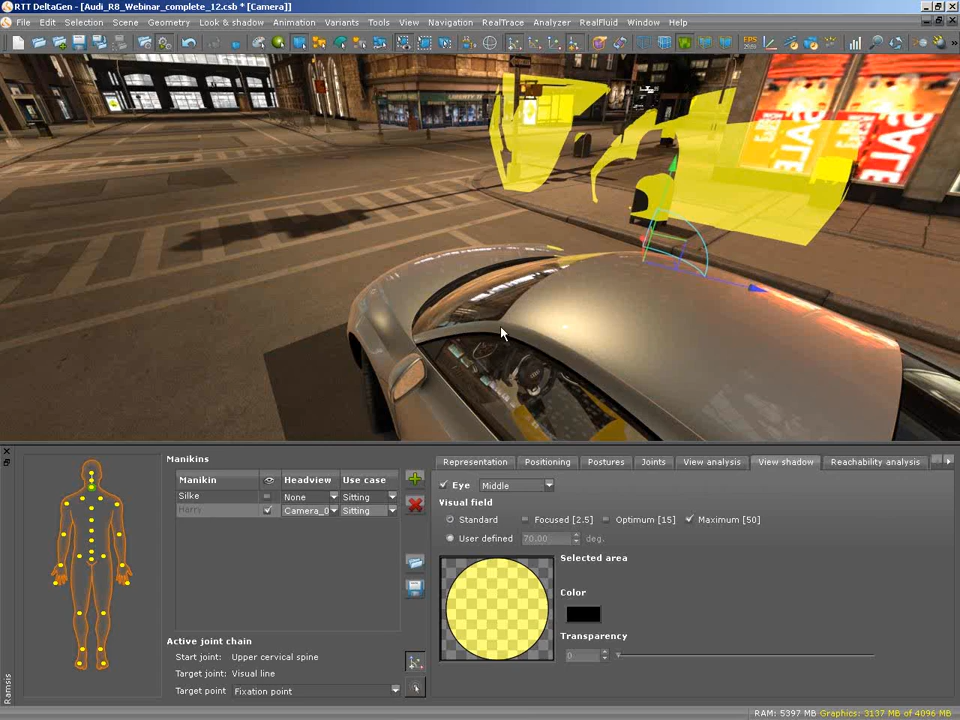 RTT DeltaGen - [Audi_R8_Webinar_complete_12.csb * [Camera]]
File Edit Scene Geometry Look & shadow Animation Variants Tools View Navigation RealTrace Analyzer RealFluid Window Help
FPS
SALE
SALE
Manikins
Manikin Headview Use case
Silke None Sitting
Harry Camera_0 Sitting
Active joint chain
Start joint: Upper cervical spine
Target joint: Visual line
Target point Fixation point
Ramsis
Representation Positioning Postures Joints View analysis View shadow Reachability analysis
Eye Middle
Visual field
Standard Focused [2.5] Optimum [15] Maximum [50]
User defined 70.00 deg.
Selected area
Color
Transparency
0
RAM: 5397 MB Graphics: 3137 MB of 4096 MB